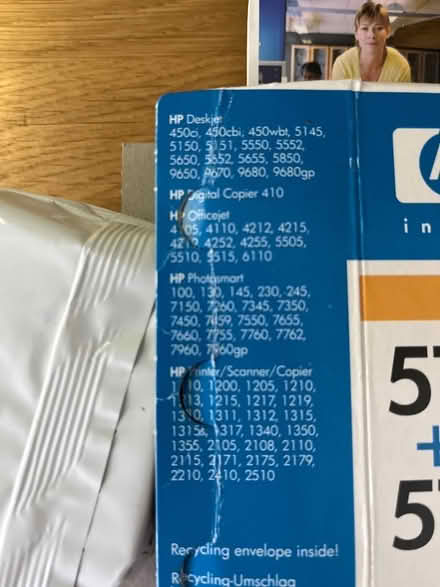 HP Deskjet
450ci, 450cbi, 450wbt, 5145,
5150, 5151, 5550, 5552,
5650, 5652, 5655, 5850,
9650, 9670, 9680, 9680gp
HP Digital Copier 410
HP Officejet
4110, 4212, 4215,
4252, 4255, 5505,
5510, 5515, 6110
HP Photosmart
100, 130, 145, 230, 245,
7150, 7260, 7345, 7350,
7450, 7550, 7655,
7660, 7755, 7760, 7762,
7960, 7960gp
HP Printer/Scanner/Copier
1200, 1205, 1210,
1215, 1217, 1219,
1311, 1312, 1315,
1317, 1340, 1350,
1355, 2105, 2108, 2110,
2115, 2171, 2175, 2179,
2210, 2410, 2510
Recycling envelope inside!
Recycling-Umschlag
in
57
+
5